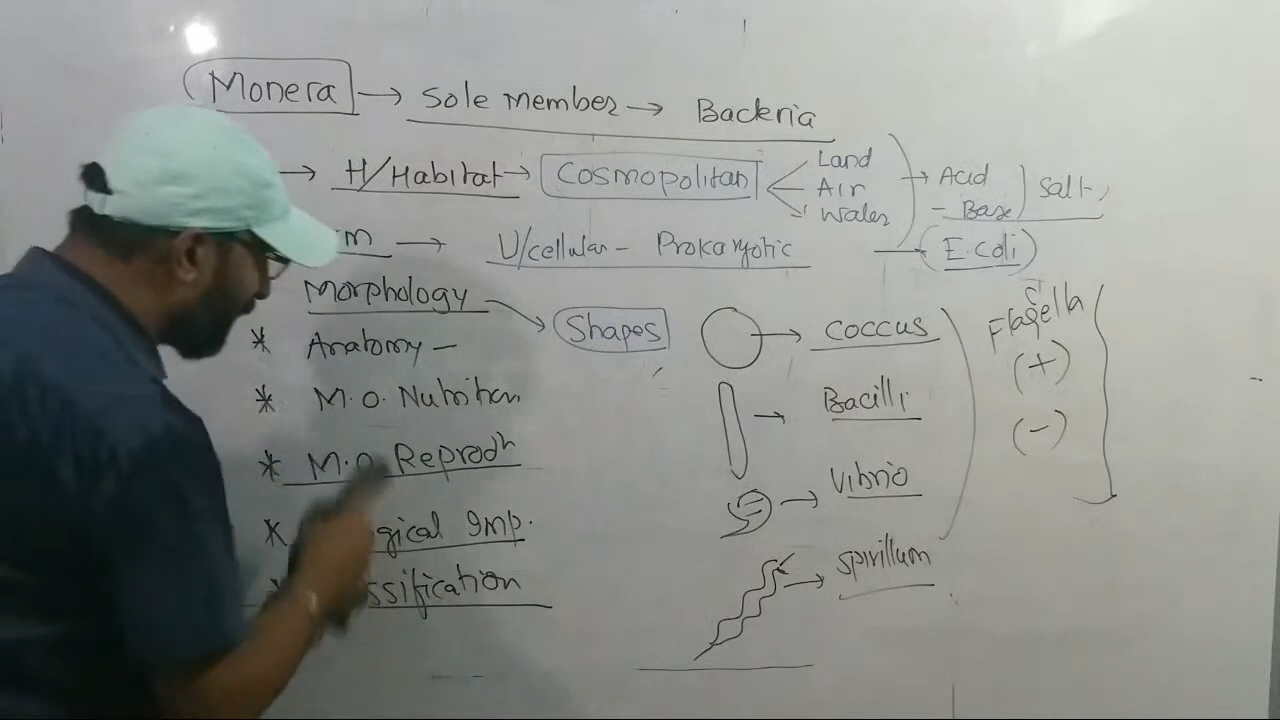 Monera → Sole member → Backria
→ H/Habitat → Cosmopolitan Land Air Water → Acid - Base Salt
→ U/cellular - Prokaryotic — (E.coli)
Morphology → Shapes → coccus Flagella (+) (-)
* Anatomy -
* M.O. Nutrition → Bacilli
* M.O. Reprodn → Vibrio
* gical Imp. → spirillum
ssification